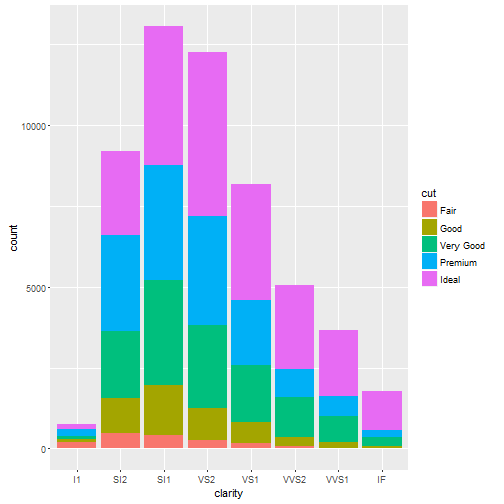 count
10000
5000
0
I1 SI2 SI1 VS2 VS1 VVS2 VVS1 IF
clarity
cut
Fair
Good
Very Good
Premium
Ideal